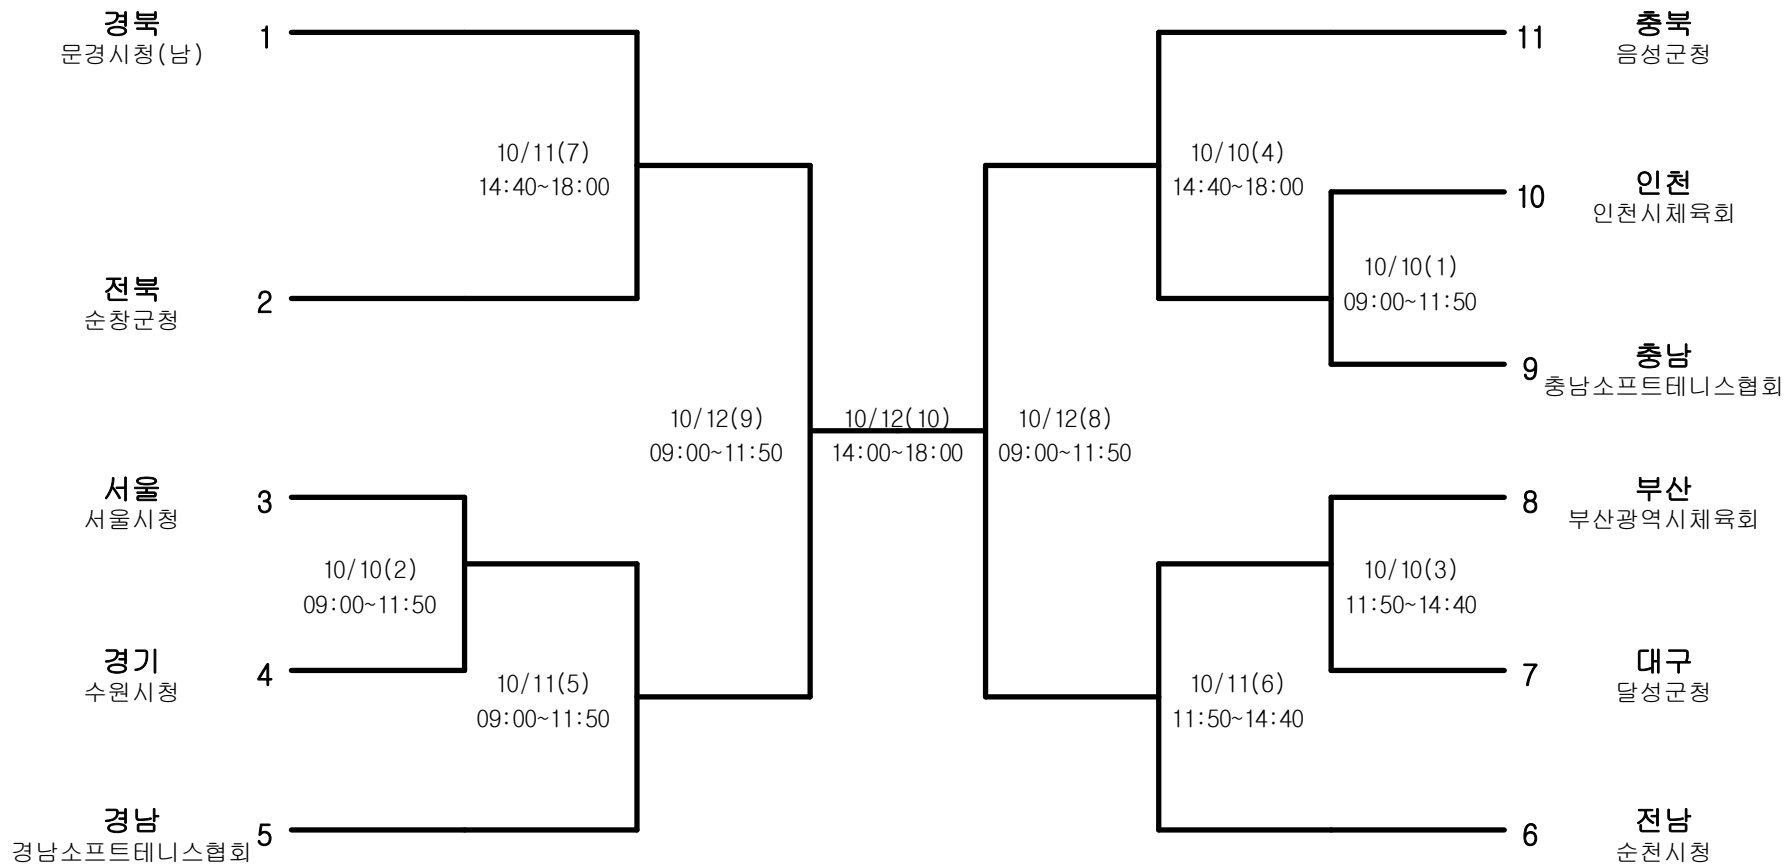 경북
문경시청(남)
1
11
충북
음성군청
10/11(7)
14:40~18:00
10/10(4)
14:40~18:00
10
인천
인천시체육회
전북
순창군청
2
10/10(1)
09:00~11:50
9
충남
충남소프트테니스협회
10/12(9)
09:00~11:50
10/12(10)
14:00~18:00
10/12(8)
09:00~11:50
서울
서울시청
3
8
부산
부산광역시체육회
10/10(2)
09:00~11:50
10/10(3)
11:50~14:40
경기
수원시청
4
7
대구
달성군청
10/11(5)
09:00~11:50
10/11(6)
11:50~14:40
경남
경남소프트테니스협회
5
6
전남
순천시청